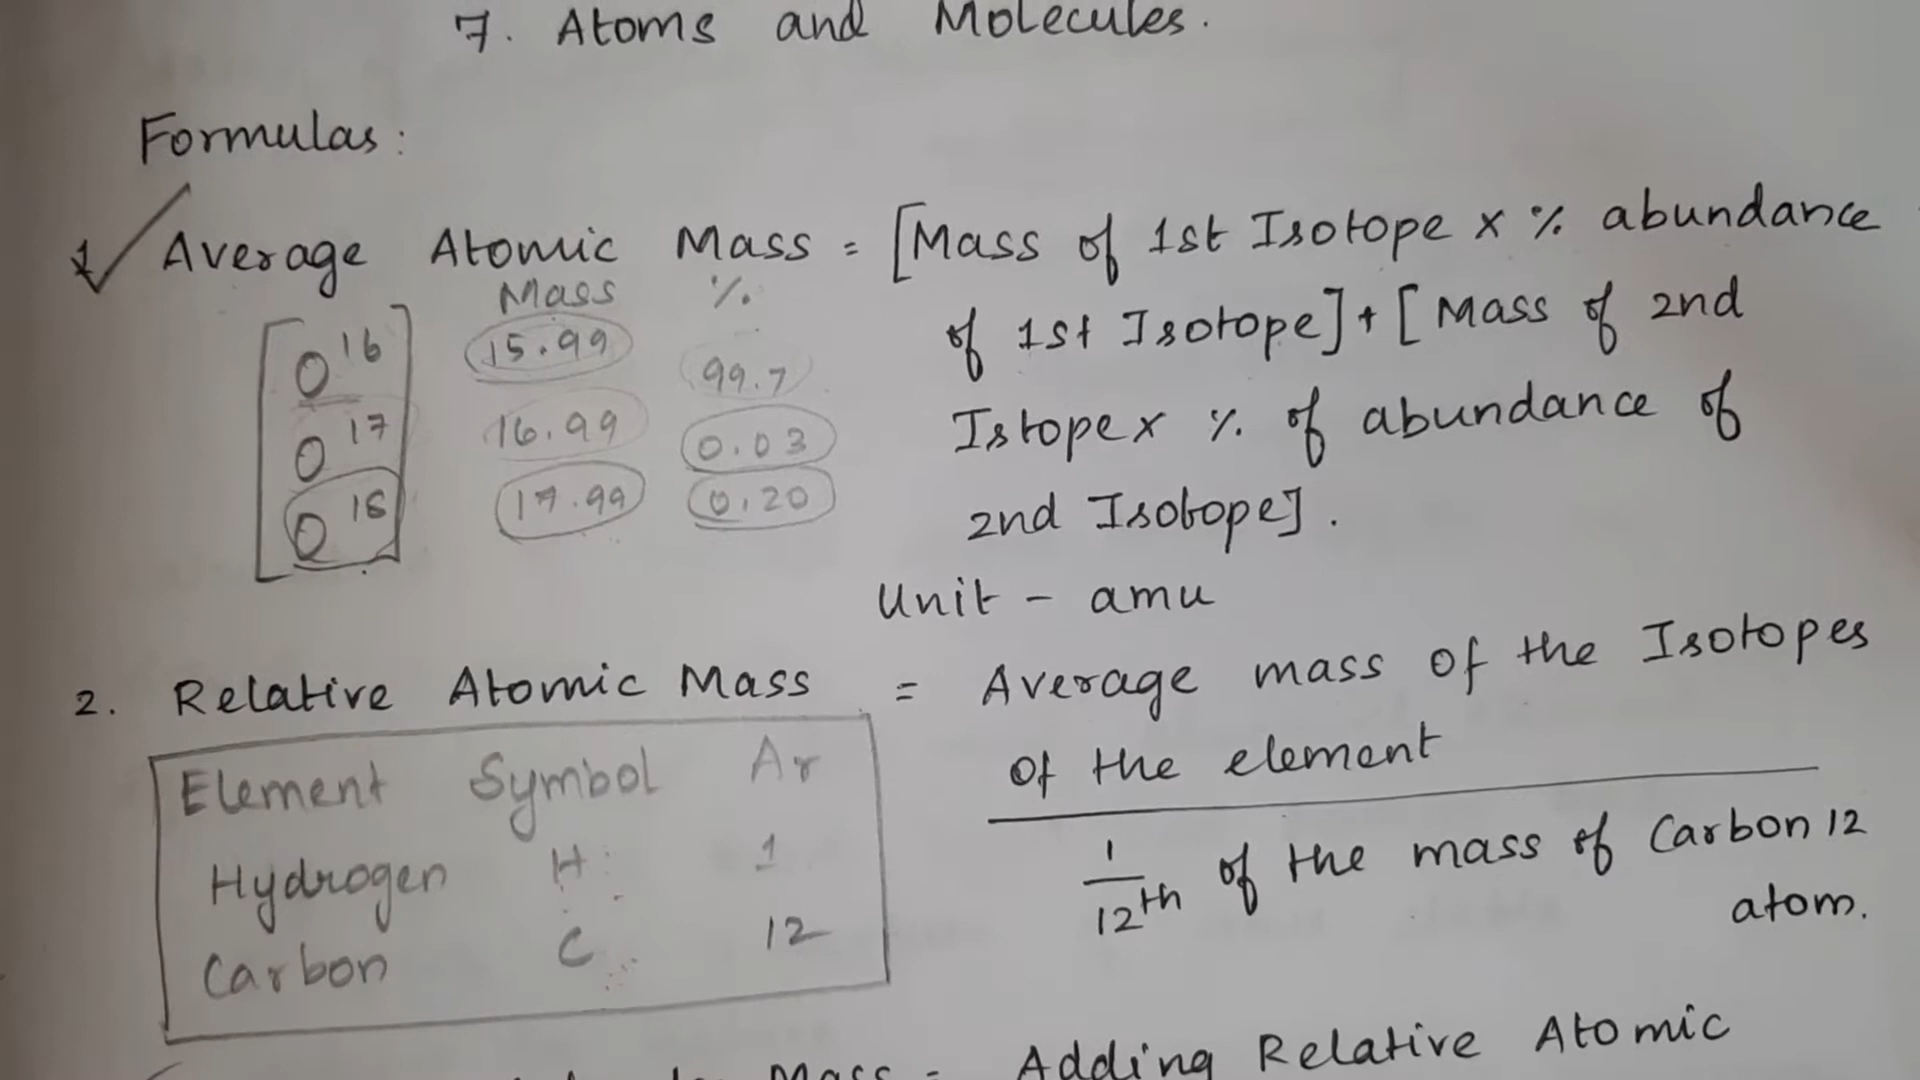 7. Atoms and Molecules.
Formulas:
1 Average Atomic Mass = [Mass of 1st Isotope x % abundance
of 1st Isotope] + [Mass of 2nd
Istope x % of abundance of
2nd Isotope].
Unit - amu
Mass %
O16 15.99 99.7
O17 16.99 0.03
O18 17.99 0.20
2. Relative Atomic Mass = Average mass of the Isotopes
of the element
1/12th of the mass of Carbon 12
atom.
Element Symbol Ar
Hydrogen H 1
Carbon C 12
Mass = Adding Relative Atomic